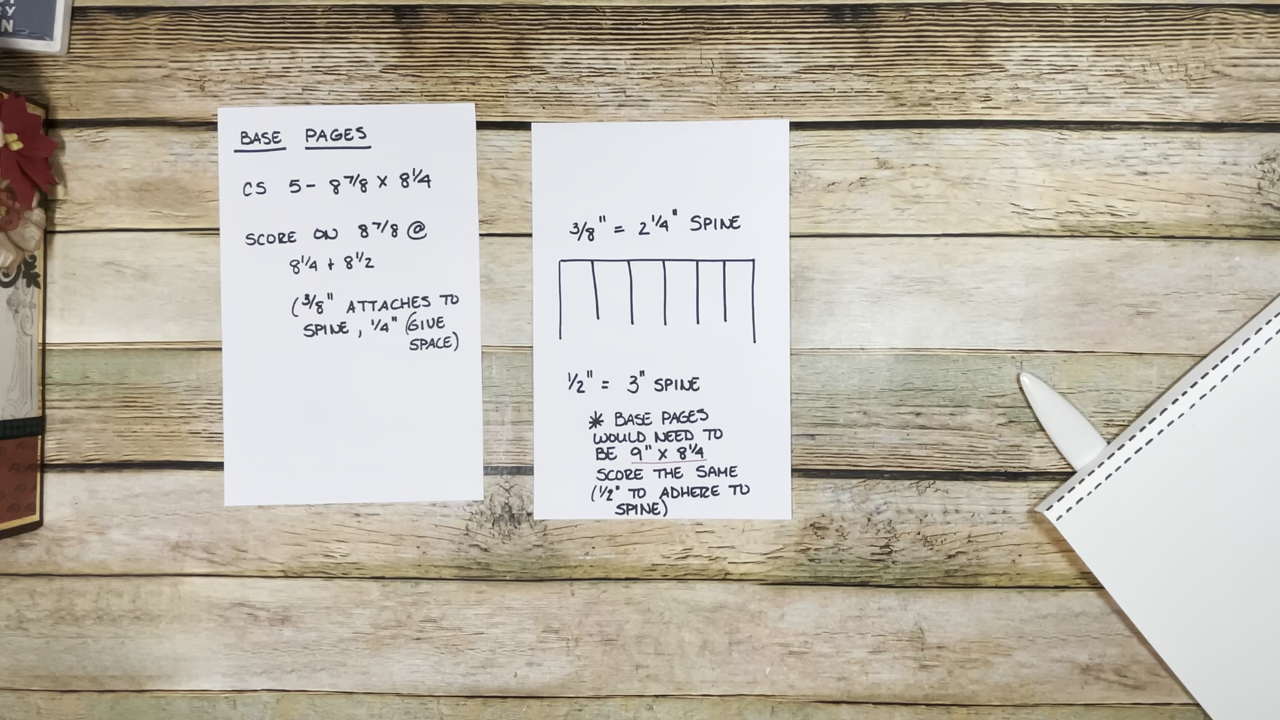 BASE PAGES
CS 5- 8 7/8 X 8 1/4
SCORE ON 8 7/8 @
8 1/4 + 8 1/2
(3/8" ATTACHES TO
SPINE, 1/4" (GIVE
SPACE)
3/8" = 2 1/4" SPINE
1/2" = 3" SPINE
* BASE PAGES
WOULD NEED TO
BE 9" X 8 1/4
SCORE THE SAME
(1/2" TO ADHERE TO
SPINE)